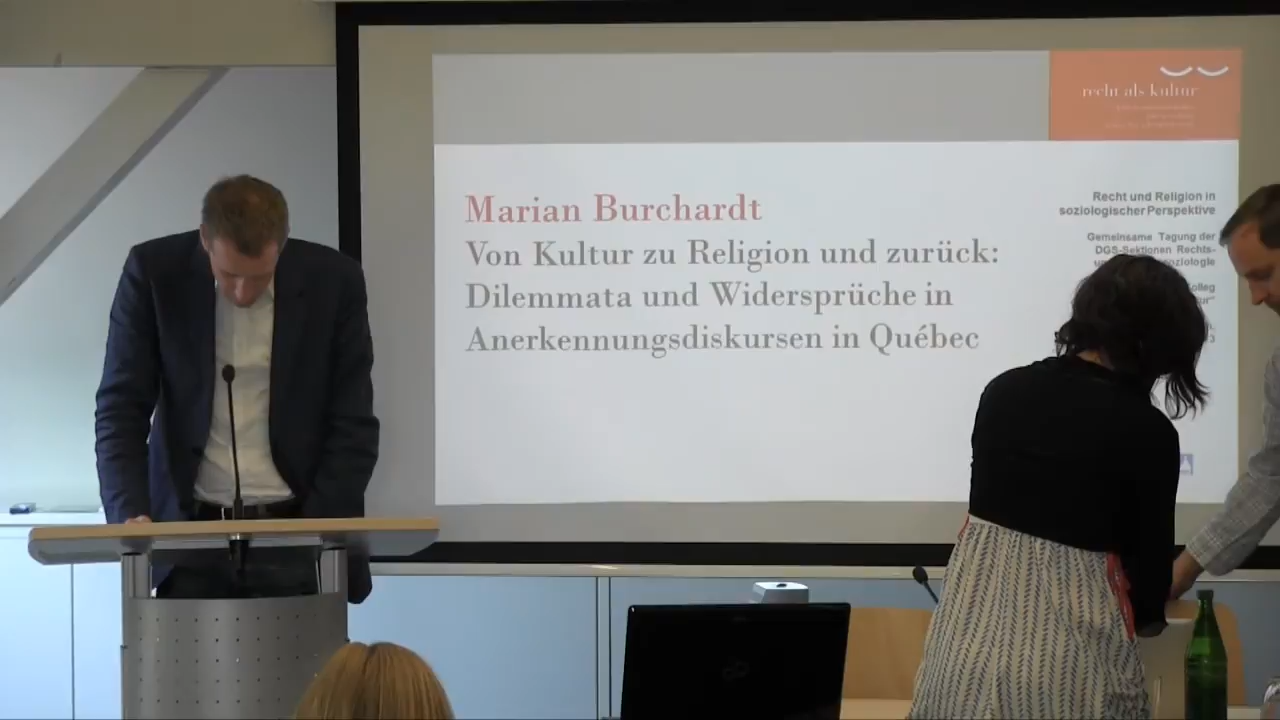 recht als kultur
Marian Burchardt
Von Kultur zu Religion und zurück:
Dilemmata und Widersprüche in
Anerkennungsdiskursen in Québec
Recht und Religion in
soziologischer Perspektive
Gemeinsame Tagung der
DGS-Sektionen Rechts-